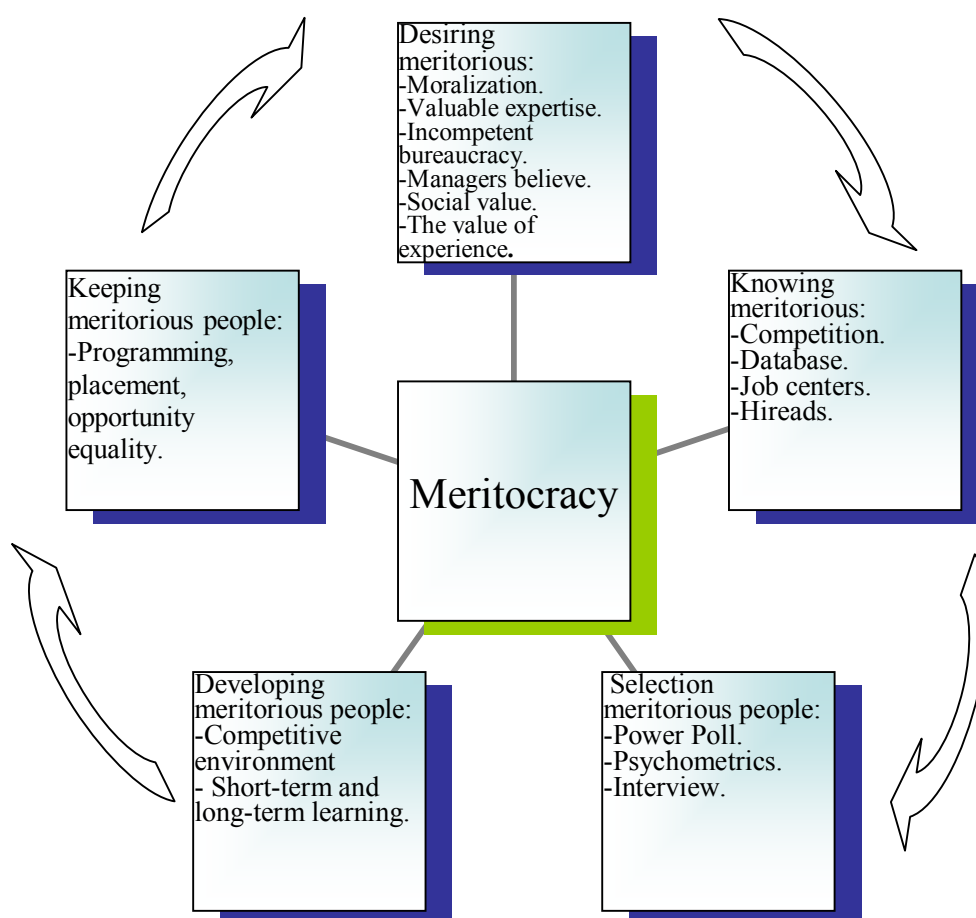 Desiring
meritorious:
-Moralization.
-Valuable expertise.
-Incompetent
bureaucracy.
-Managers believe.
-Social value.
-The value of
experience.
Knowing
meritorious:
-Competition.
-Database.
-Job centers.
-Hireads.
Selection
meritorious people:
-Power Poll.
-Psychometrics.
-Interview.
Developing
meritorious people:
-Competitive
environment
- Short-term and
long-term learning.
Keeping
meritorious people:
-Programming,
placement,
opportunity
equality.
Meritocracy